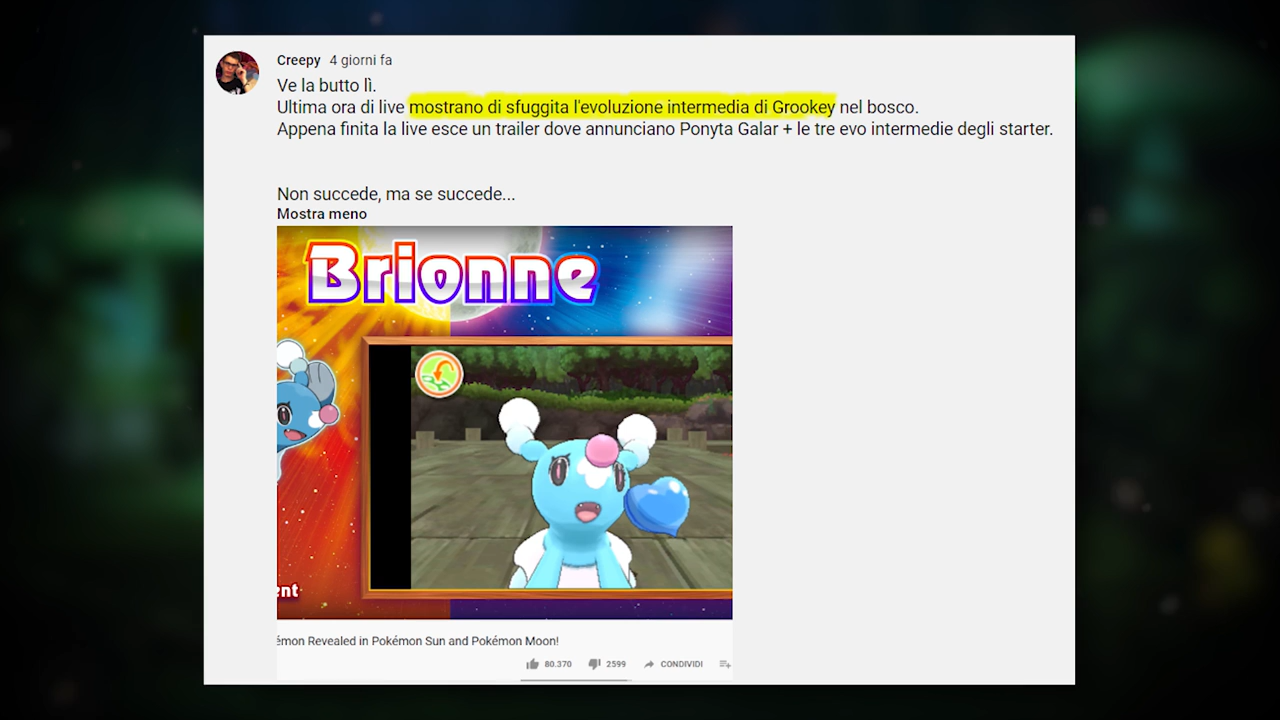 Creepy 4 giorni fa
Ve la butto lì.
Ultima ora di live mostrano di sfuggita l'evoluzione intermedia di Grookey nel bosco.
Appena finita la live esce un trailer dove annunciano Ponyta Galar + le tre evo intermedie degli starter.
Non succede, ma se succede...
Mostra meno
Brionne
ent
émon Revealed in Pokémon Sun and Pokémon Moon!
80.370 2599 CONDIVIDI